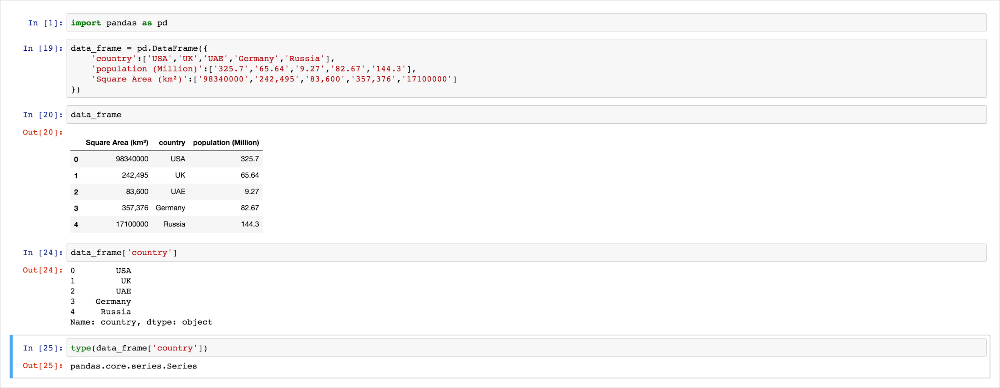 In [1]: import pandas as pd
In [19]: data_frame = pd.DataFrame({
'country':['USA','UK','UAE','Germany','Russia'],
'population (Million)':['325.7','65.64','9.27','82.67','144.3'],
'Square Area (km²)':['98340000','242,495','83,600','357,376','17100000']
})
In [20]: data_frame
Out[20]:
Square Area (km²) country population (Million)
0 98340000 USA 325.7
1 242,495 UK 65.64
2 83,600 UAE 9.27
3 357,376 Germany 82.67
4 17100000 Russia 144.3
In [24]: data_frame['country']
Out[24]: 0 USA
1 UK
2 UAE
3 Germany
4 Russia
Name: country, dtype: object
In [25]: type(data_frame['country'])
Out[25]: pandas.core.series.Series